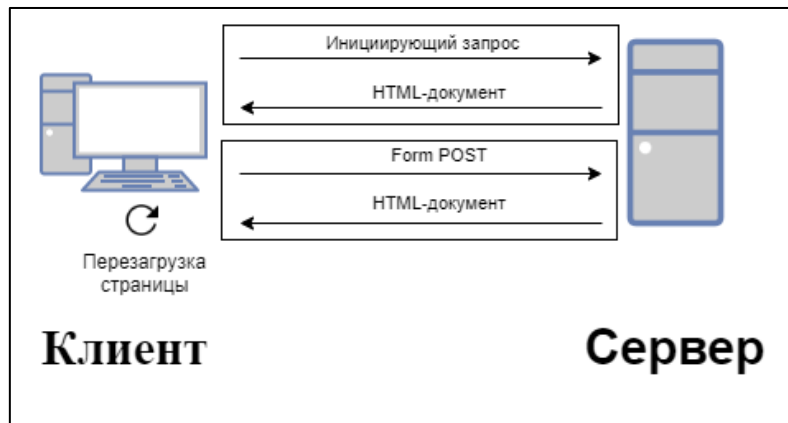 Инициирующий запрос
HTML-документ
Form POST
HTML-документ
Перезагрузка
страницы
Клиент
Сервер